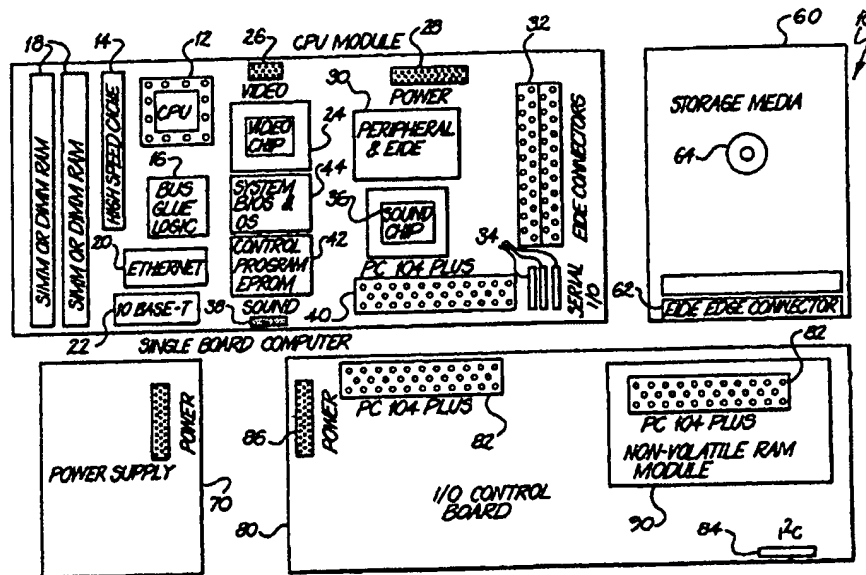 18
14
12
26
CPU MODULE
28
32
60
SIMM OR DIMM RAM
SIMM OR DIMM RAM
HIGH SPEED CACHE
CPU
VIDEO
POWER
30
VIDEO
CHIP
24
PERIPHERAL
& EIDE
EIDE CONNECTORS
STORAGE MEDIA
64
16
BUS
GLUE
LOGIC
SYSTEM
BIOS &
OS
44
36
SOUND
CHIP
20
ETHERNET
CONTROL
PROGRAM
EPROM
42
34
PC 104 PLUS
SERIAL
I/O
22
10 BASE-T
38
SOUND
40
62
EIDE EDGE CONNECTOR
SINGLE BOARD COMPUTER
82
POWER
POWER SUPPLY
70
86
POWER
PC 104 PLUS
82
PC 104 PLUS
NON-VOLATILE RAM
MODULE
I/O CONTROL
BOARD
80
90
84
I²C